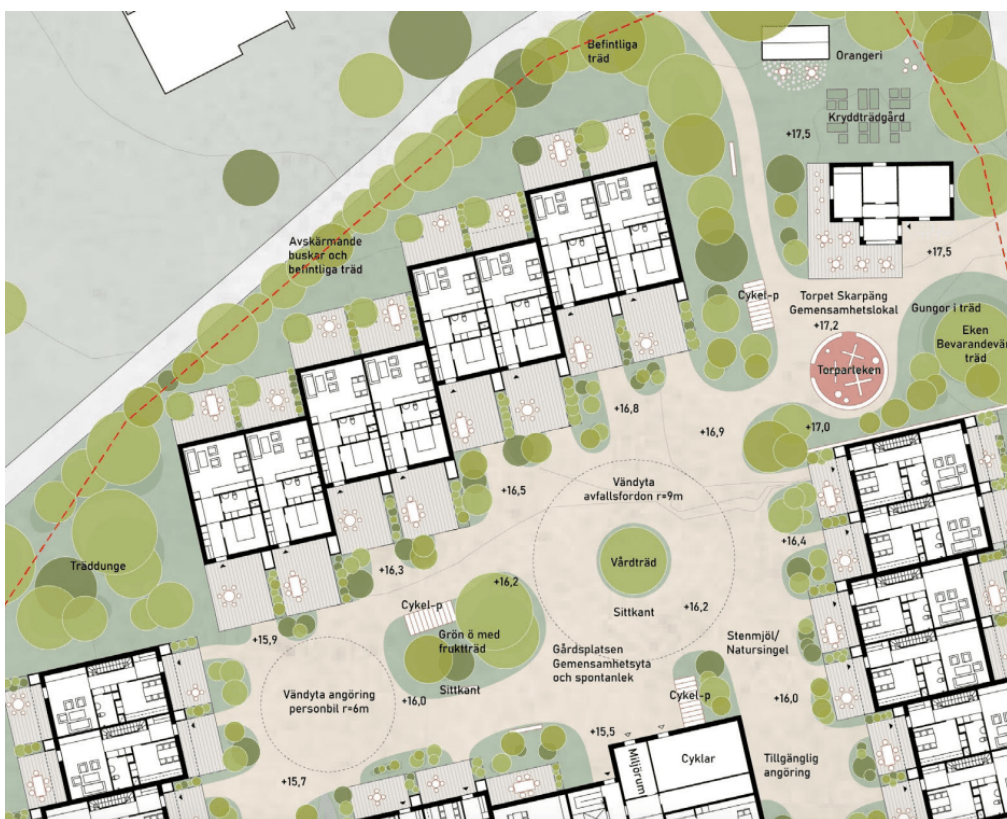 Befintliga
träd
Orangeri
Kryddträdgård
+17,5
Avskärmande
buskar och
befintliga träd
+17,5
Cykel-p
Torpet Skarpäng
Gemensamhetslokal
+17,2
Gungor i träd
Eken
Bevarandevär
träd
Torparleken
+16,8
+16,9
+17,0
+16,5
Vändyta
avfallsfordon r=9m
+16,4
Träddunge
+16,3
+16,2
Vårdträd
Cykel-p
Sittkant
+16,2
+15,9
Grön ö med
fruktträd
Gårdsplatsen
Gemensamhetsyta
och spontanlek
Stenmjöl/
Natursingel
Vändyta angöring
personbil r=6m
+16,0
Sittkant
Cykel-p
+16,0
+15,5
+15,7
Miljörum
Cyklar
Tillgänglig
angöring